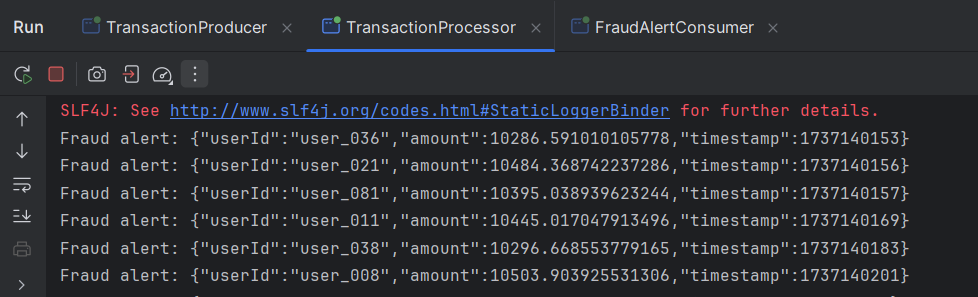 Run TransactionProducer TransactionProcessor FraudAlertConsumer
SLF4J: See http://www.slf4j.org/codes.html#StaticLoggerBinder for further details.
Fraud alert: {"userId":"user_036","amount":10286.591010105778,"timestamp":1737140153}
Fraud alert: {"userId":"user_021","amount":10484.368742237286,"timestamp":1737140156}
Fraud alert: {"userId":"user_081","amount":10395.038939623244,"timestamp":1737140157}
Fraud alert: {"userId":"user_011","amount":10445.017047913496,"timestamp":1737140169}
Fraud alert: {"userId":"user_038","amount":10296.668553779165,"timestamp":1737140183}
Fraud alert: {"userId":"user_008","amount":10503.903925531306,"timestamp":1737140201}